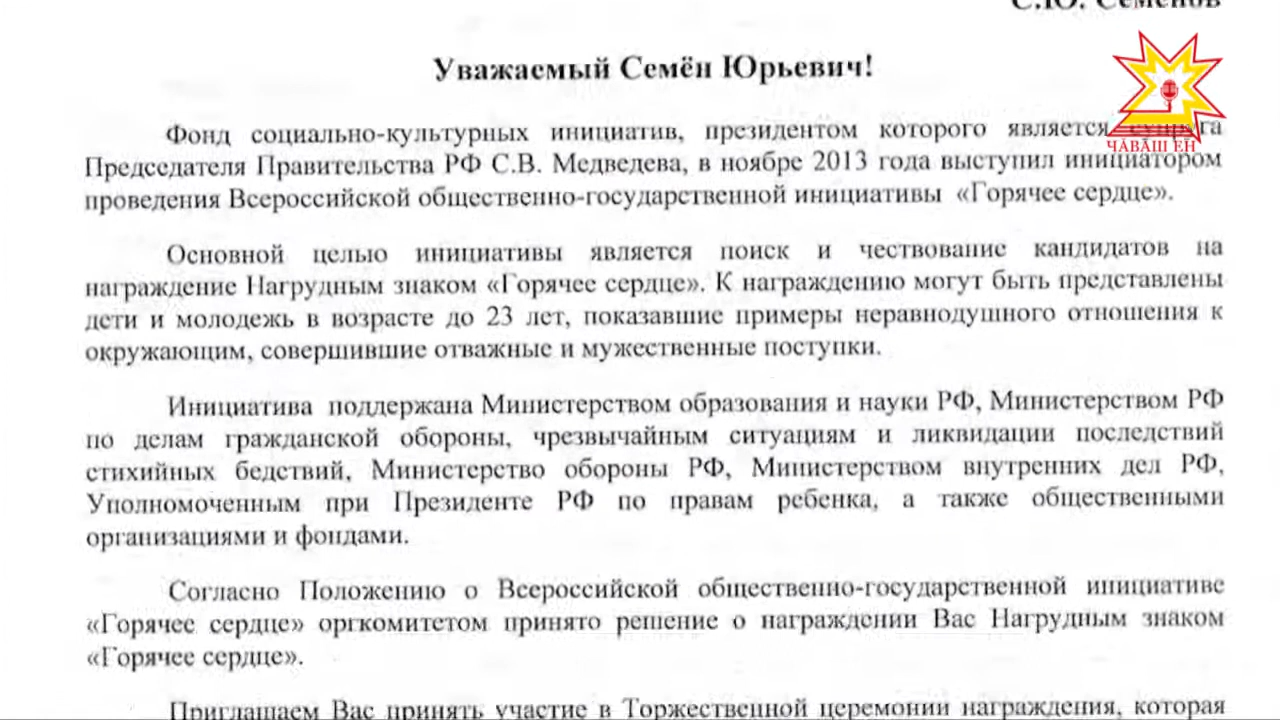 С.Ю. Семёнов
Уважаемый Семён Юрьевич!
Фонд социально-культурных инициатив, президентом которого является супруга
Председателя Правительства РФ С.В. Медведева, в ноябре 2013 года выступил инициатором
проведения Всероссийской общественно-государственной инициативы «Горячее сердце».
Основной целью инициативы является поиск и чествование кандидатов на
награждение Нагрудным знаком «Горячее сердце». К награждению могут быть представлены
дети и молодежь в возрасте до 23 лет, показавшие примеры неравнодушного отношения к
окружающим, совершившие отважные и мужественные поступки.
Инициатива поддержана Министерством образования и науки РФ, Министерством РФ
по делам гражданской обороны, чрезвычайным ситуациям и ликвидации последствий
стихийных бедствий, Министерство обороны РФ, Министерством внутренних дел РФ,
Уполномоченным при Президенте РФ по правам ребенка, а также общественными
организациями и фондами.
Согласно Положению о Всероссийской общественно-государственной инициативе
«Горячее сердце» оргкомитетом принято решение о награждении Вас Нагрудным знаком
«Горячее сердце».
Приглашаем Вас принять участие в Торжественной церемонии награждения, которая
ЧӐВАШ ЕН